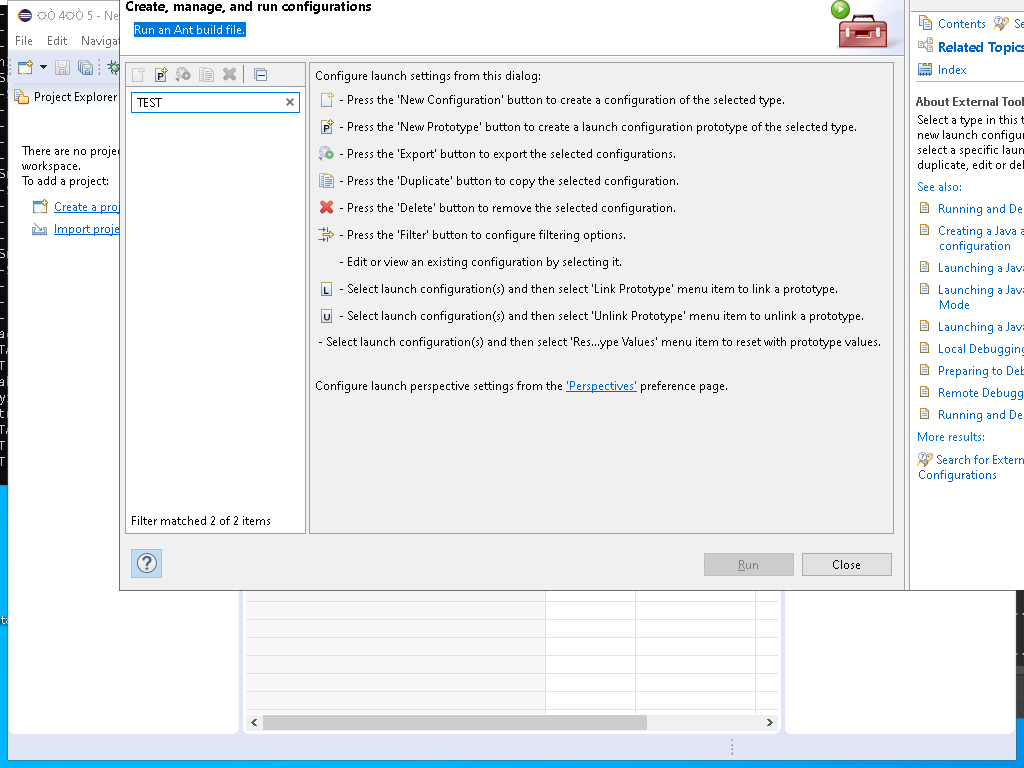 Create, manage, and run configurations
Run an Ant build file.
File Edit Navigat
Project Explorer
There are no proje
workspace.
To add a project:
Create a proj
Import proje
TEST
Filter matched 2 of 2 items
Configure launch settings from this dialog:
- Press the 'New Configuration' button to create a configuration of the selected type.
- Press the 'New Prototype' button to create a launch configuration prototype of the selected type.
- Press the 'Export' button to export the selected configurations.
- Press the 'Duplicate' button to copy the selected configuration.
- Press the 'Delete' button to remove the selected configuration.
- Press the 'Filter' button to configure filtering options.
- Edit or view an existing configuration by selecting it.
L - Select launch configuration(s) and then select 'Link Prototype' menu item to link a prototype.
U - Select launch configuration(s) and then select 'Unlink Prototype' menu item to unlink a prototype.
- Select launch configuration(s) and then select 'Res...ype Values' menu item to reset with prototype values.
Configure launch perspective settings from the 'Perspectives' preference page.
Run
Close
Contents Se
Related Topics
Index
About External Tool
Select a type in this t
new launch configur
select a specific laun
duplicate, edit or del
See also:
Running and De
Creating a Java a
configuration
Launching a Java
Launching a Java
Mode
Launching a Java
Local Debugging
Preparing to Deb
Remote Debugg
Running and De
More results:
Search for Extern
Configurations